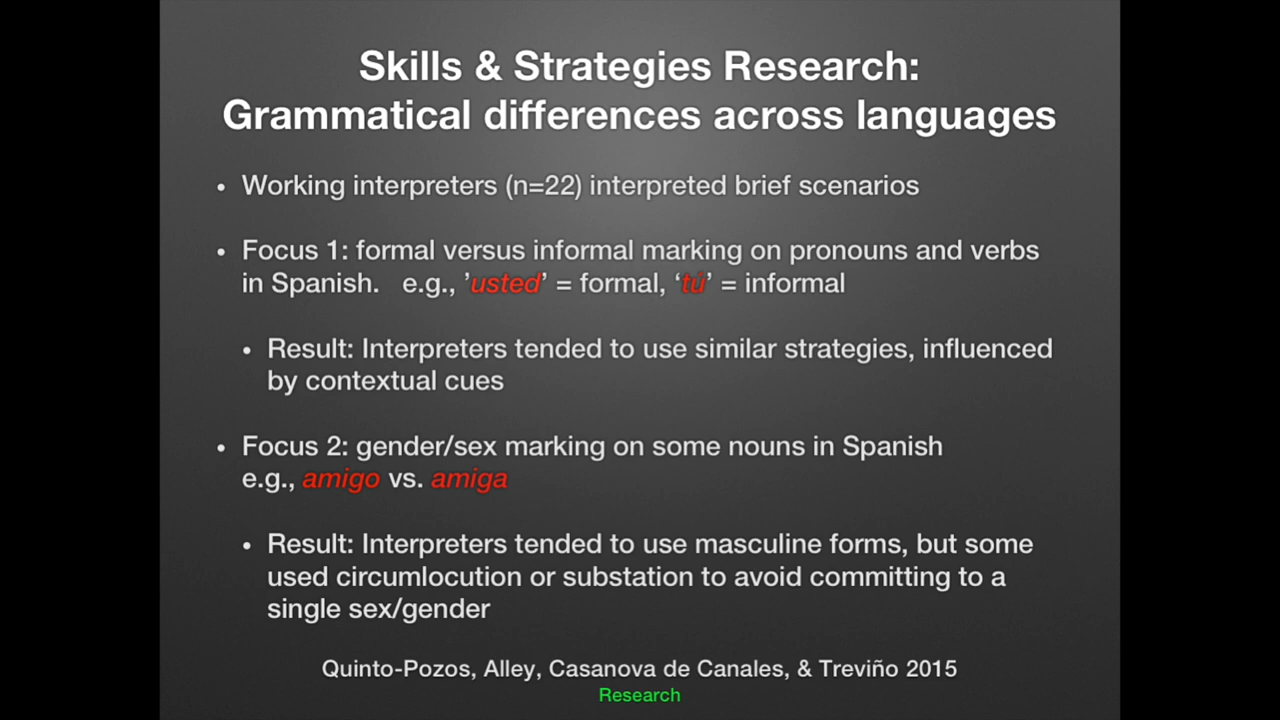 Skills & Strategies Research:
Grammatical differences across languages
• Working interpreters (n=22) interpreted brief scenarios
• Focus 1: formal versus informal marking on pronouns and verbs
in Spanish. e.g., ’usted’ = formal, ‘tú’ = informal
• Result: Interpreters tended to use similar strategies, influenced
by contextual cues
• Focus 2: gender/sex marking on some nouns in Spanish
e.g., amigo vs. amiga
• Result: Interpreters tended to use masculine forms, but some
used circumlocution or substation to avoid committing to a
single sex/gender
Quinto-Pozos, Alley, Casanova de Canales, & Treviño 2015
Research